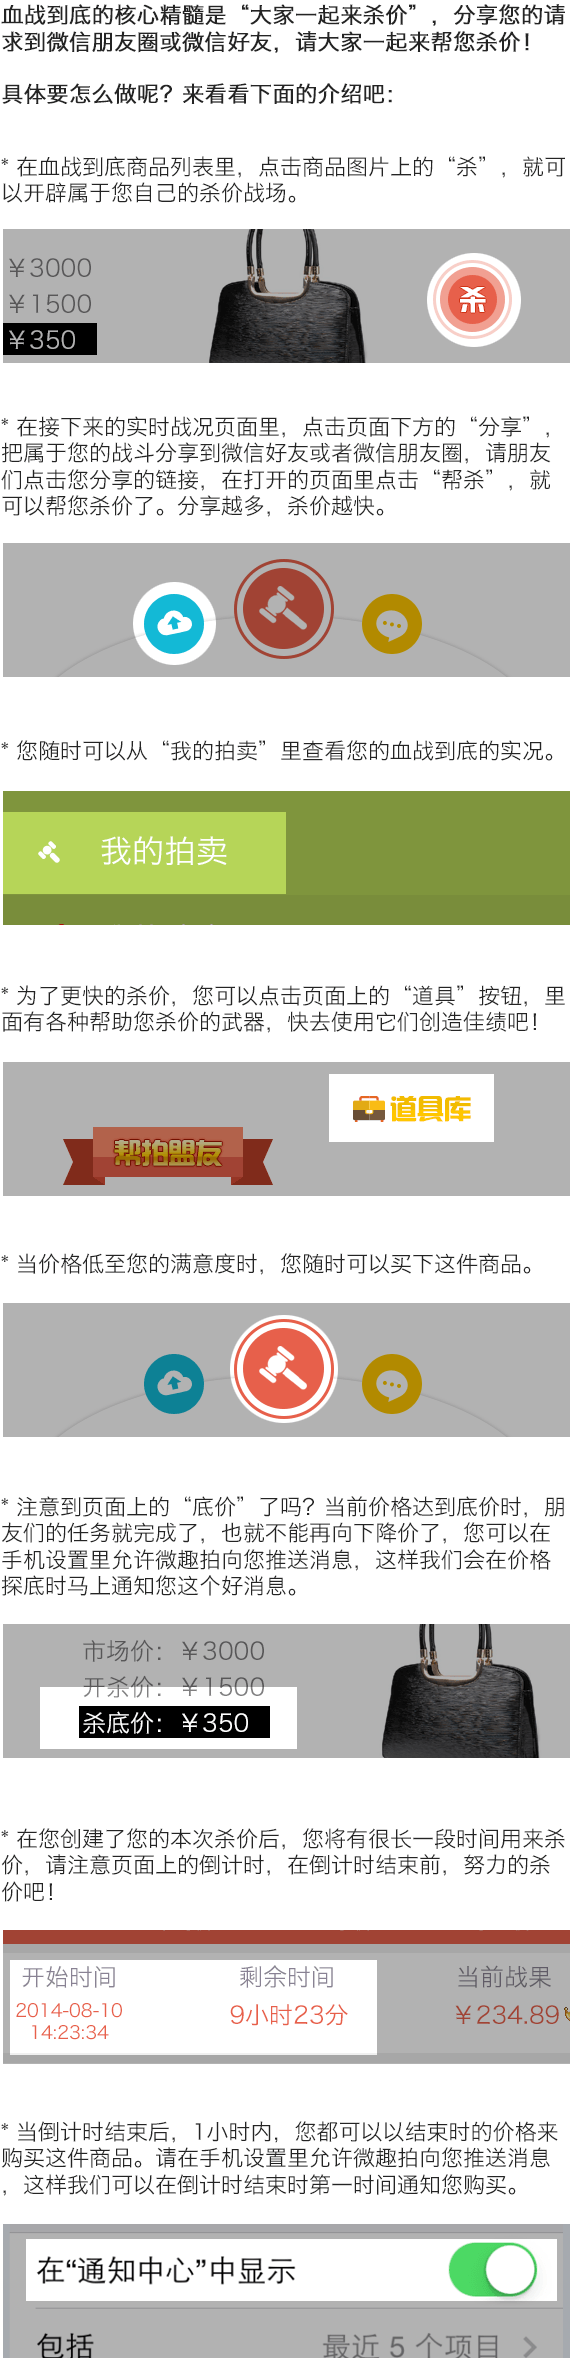 血战到底的核心精髓是“大家一起来杀价”，分享您的请
求到微信朋友圈或微信好友，请大家一起来帮您杀价！
具体要怎么做呢？来看看下面的介绍吧：
* 在血战到底商品列表里，点击商品图片上的“杀”，就可
以开辟属于您自己的杀价战场。
￥3000
￥1500
￥350
杀
* 在接下来的实时战况页面里，点击页面下方的“分享”，
把属于您的战斗分享到微信好友或者微信朋友圈，请朋友
们点击您分享的链接，在打开的页面里点击“帮杀”，就
可以帮您杀价了。分享越多，杀价越快。
* 您随时可以从“我的拍卖”里查看您的血战到底的实况。
我的拍卖
* 为了更快的杀价，您可以点击页面上的“道具”按钮，里
面有各种帮助您杀价的武器，快去使用它们创造佳绩吧！
道具库
帮拍盟友
* 当价格低至您的满意度时，您随时可以买下这件商品。
* 注意到页面上的“底价”了吗？当前价格达到底价时，朋
友们的任务就完成了，也就不能再向下降价了，您可以在
手机设置里允许微趣拍向您推送消息，这样我们会在价格
探底时马上通知您这个好消息。
市场价：￥3000
开杀价：￥1500
杀底价：￥350
* 在您创建了您的本次杀价后，您将有很长一段时间用来杀
价，请注意页面上的倒计时，在倒计时结束前，努力的杀
价吧！
开始时间 剩余时间 当前战果
2014-08-10 9小时23分 ￥234.89
14:23:34
* 当倒计时结束后，1小时内，您都可以以结束时的价格来
购买这件商品。请在手机设置里允许微趣拍向您推送消息
，这样我们可以在倒计时结束时第一时间通知您购买。
在“通知中心”中显示
包括 最近 5 个项目